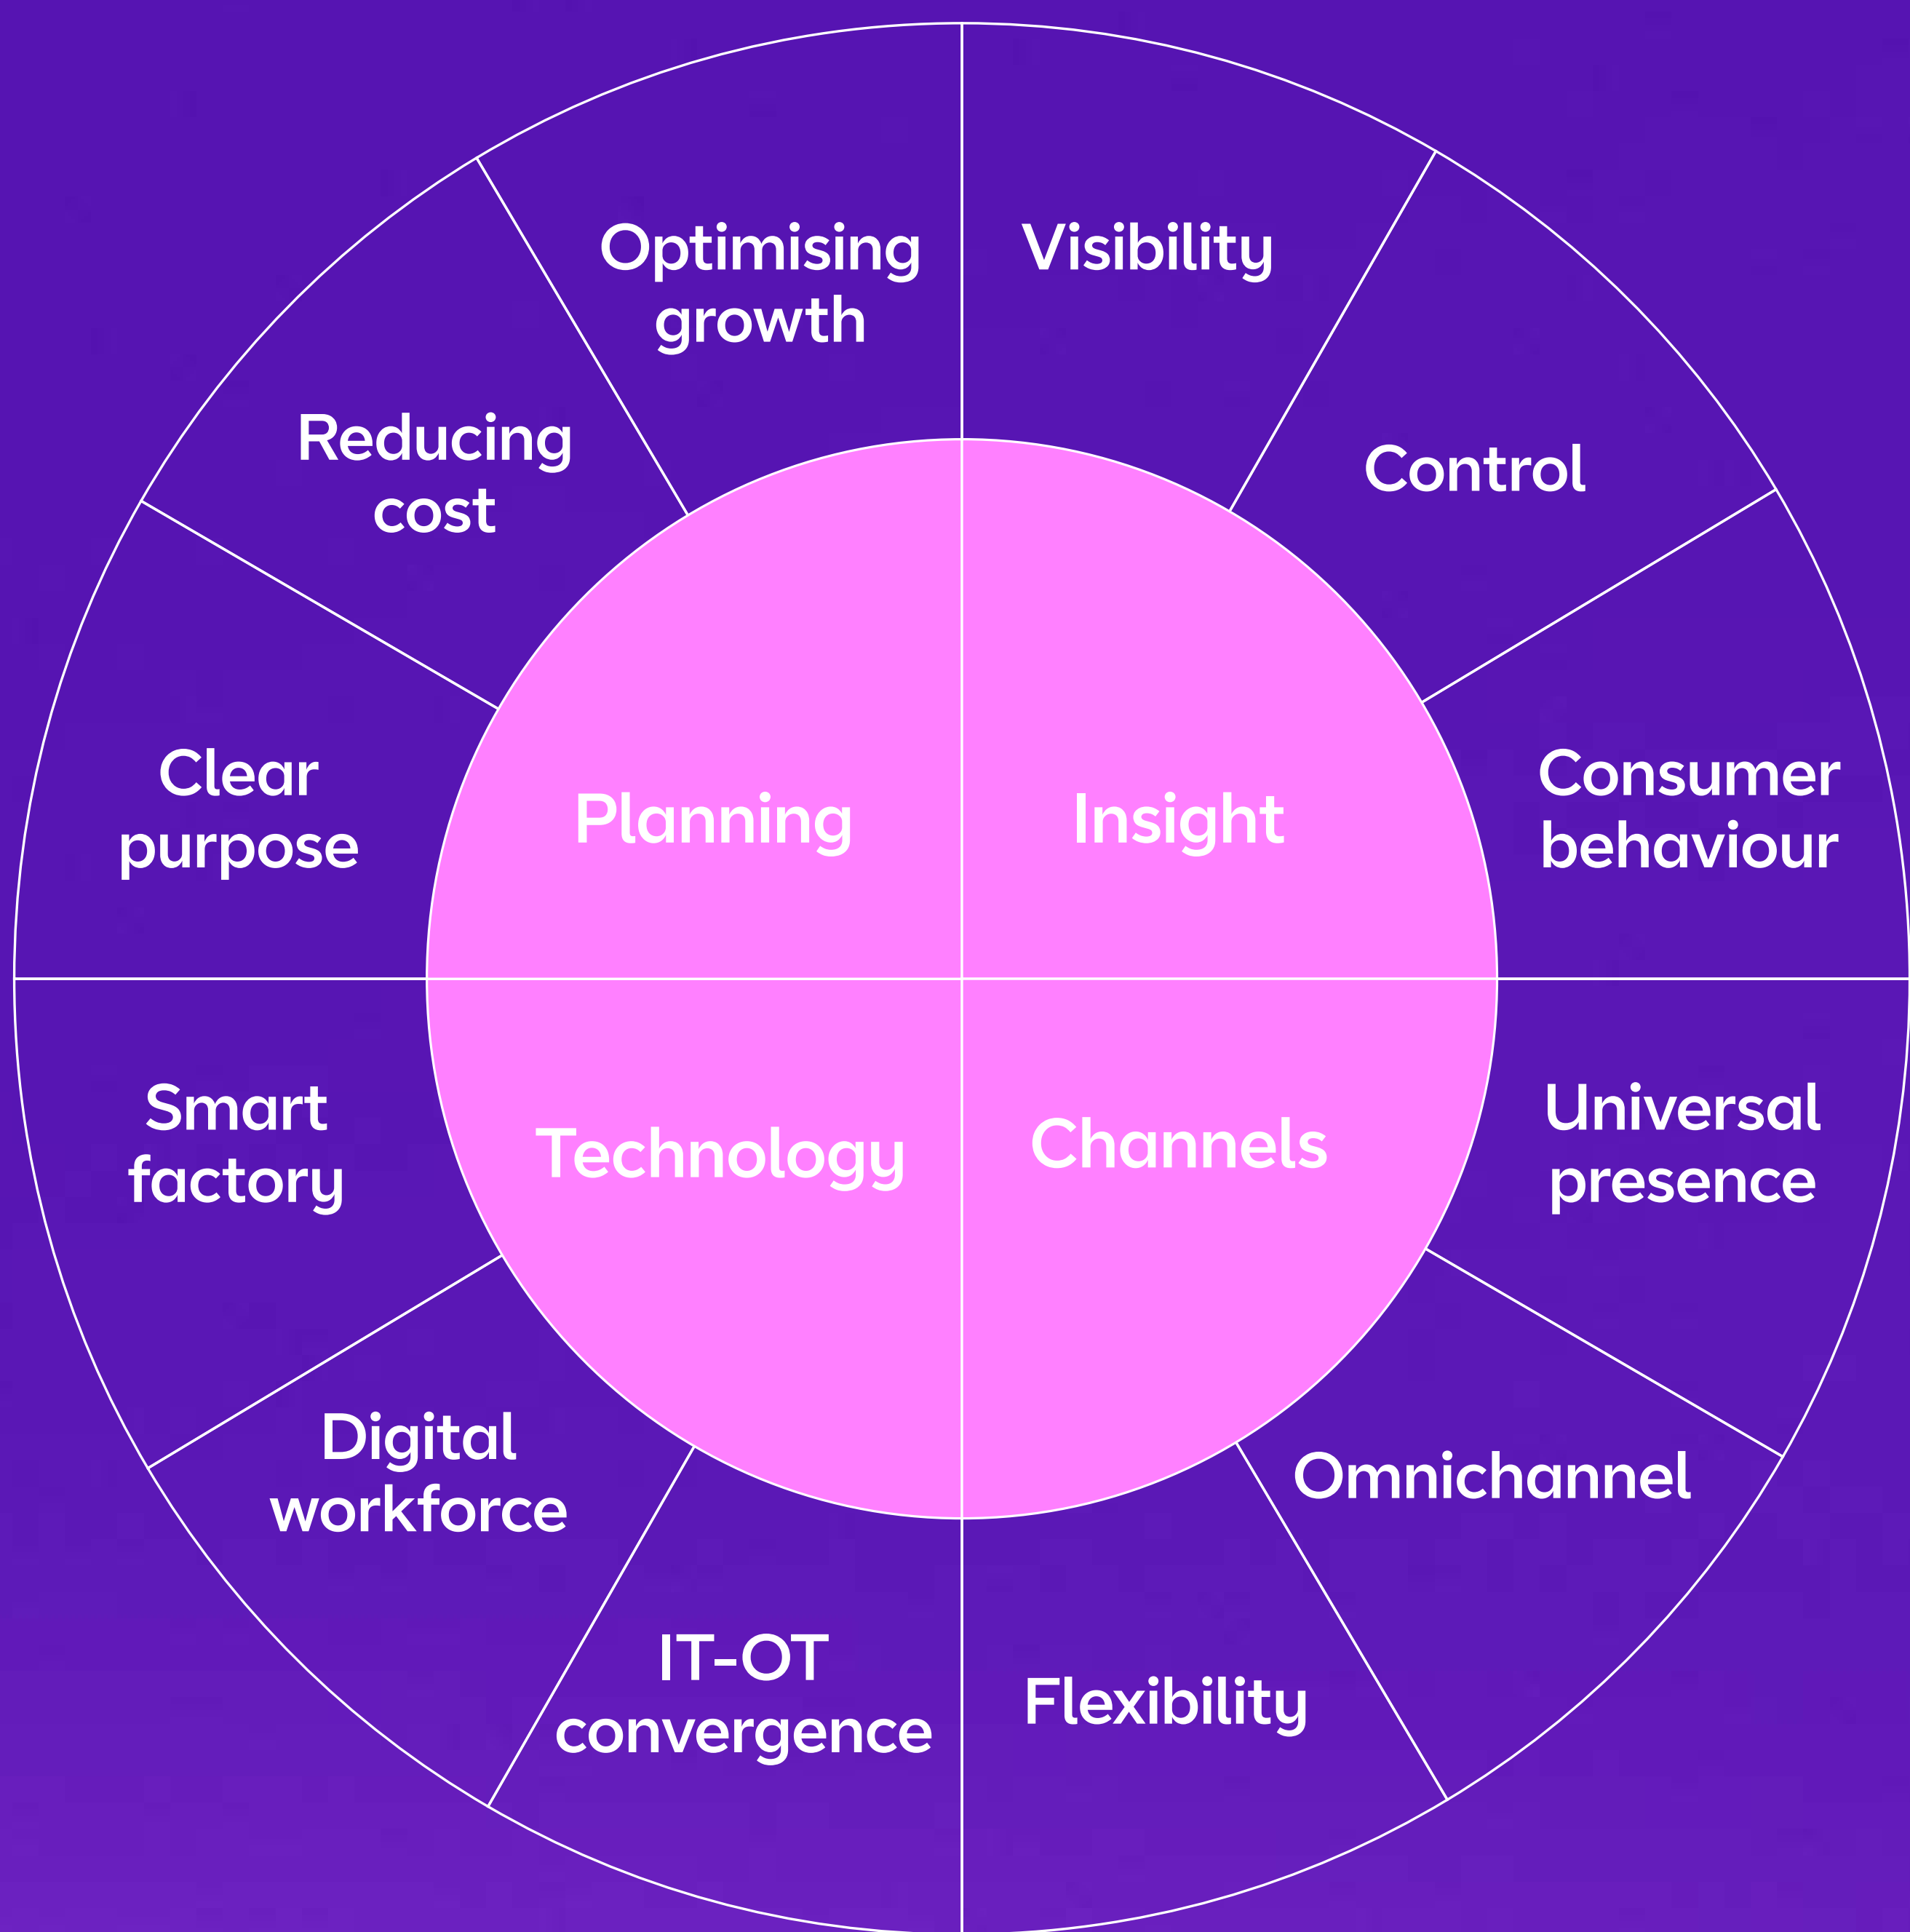 Optimising
growth
Visibility
Reducing
cost
Control
Clear
purpose
Planning
Insight
Consumer
behaviour
Smart
factory
Technology
Channels
Universal
presence
Digital
workforce
Omnichannel
IT-OT
convergence
Flexibility